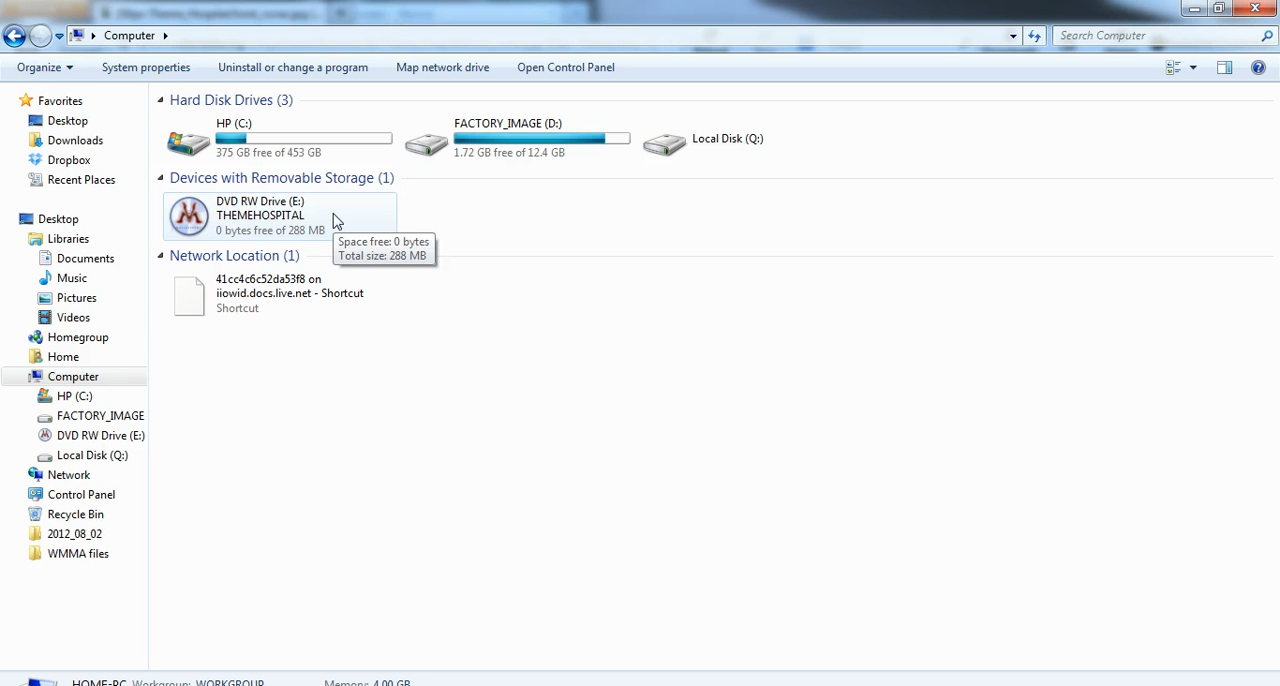 Computer
Search Computer
Organize
System properties
Uninstall or change a program
Map network drive
Open Control Panel
Favorites
Desktop
Downloads
Dropbox
Recent Places
Desktop
Libraries
Documents
Music
Pictures
Videos
Homegroup
Home
Computer
HP (C:)
FACTORY_IMAGE
DVD RW Drive (E:)
Local Disk (Q:)
Network
Control Panel
Recycle Bin
2012_08_02
WMMA files
Hard Disk Drives (3)
HP (C:)
375 GB free of 453 GB
FACTORY_IMAGE (D:)
1.72 GB free of 12.4 GB
Local Disk (Q:)
Devices with Removable Storage (1)
DVD RW Drive (E:)
THEMEHOSPITAL
0 bytes free of 288 MB
Space free: 0 bytes
Total size: 288 MB
Network Location (1)
41cc4c6c52da53f8 on
iiowid.docs.live.net - Shortcut
Shortcut
HOME-PC Workgroup: WORKGROUP Memory: 4.00 GB